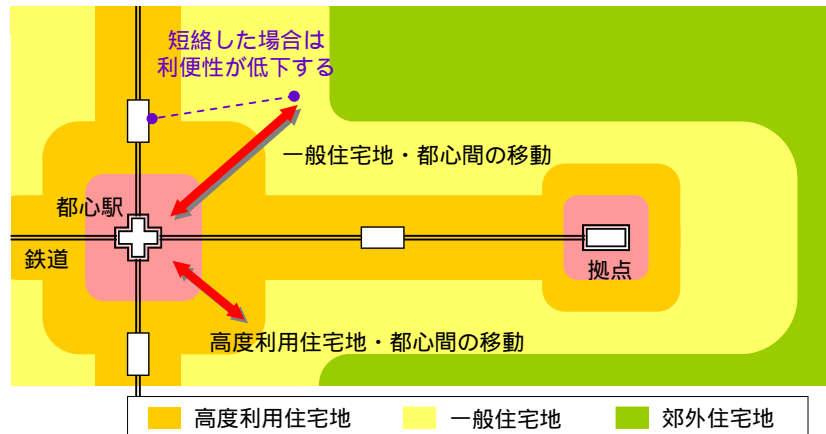 短絡した場合は
利便性が低下する
一般住宅地・都心間の移動
都心駅
鉄道
拠点
高度利用住宅地・都心間の移動
高度利用住宅地
一般住宅地
郊外住宅地